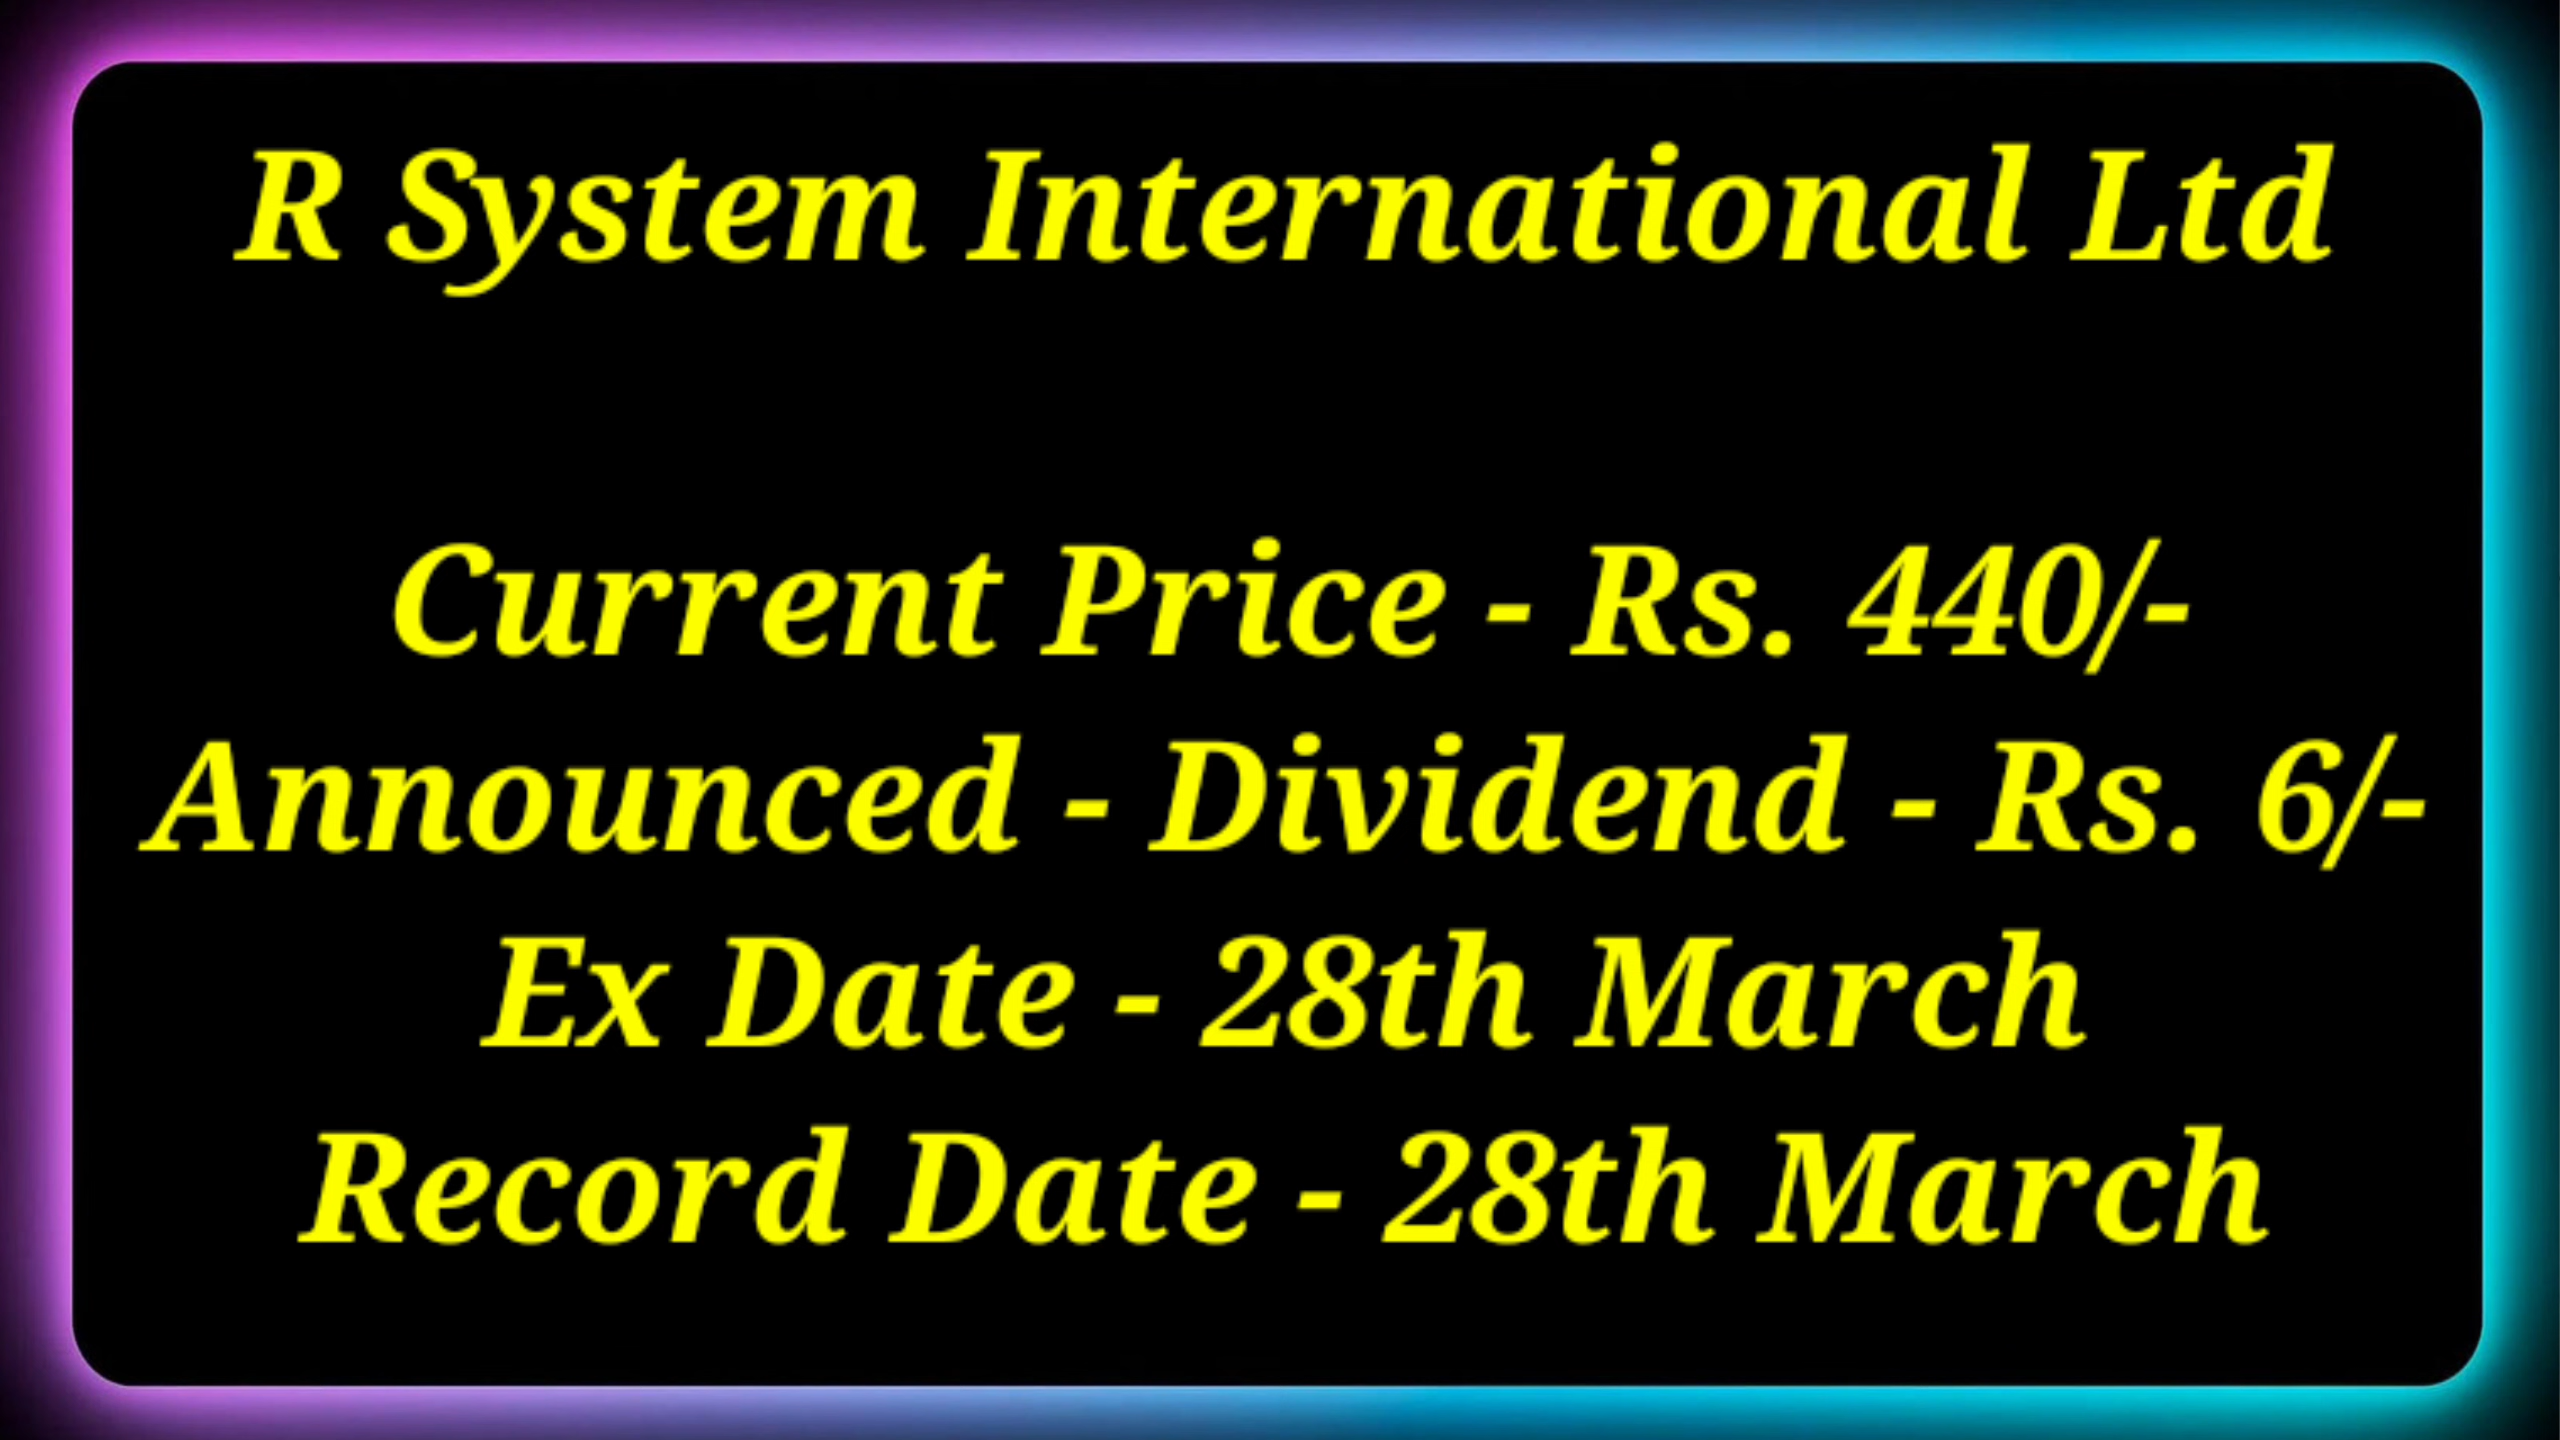 R System International Ltd
Current Price - Rs. 440/-
Announced - Dividend - Rs. 6/-
Ex Date - 28th March
Record Date - 28th March